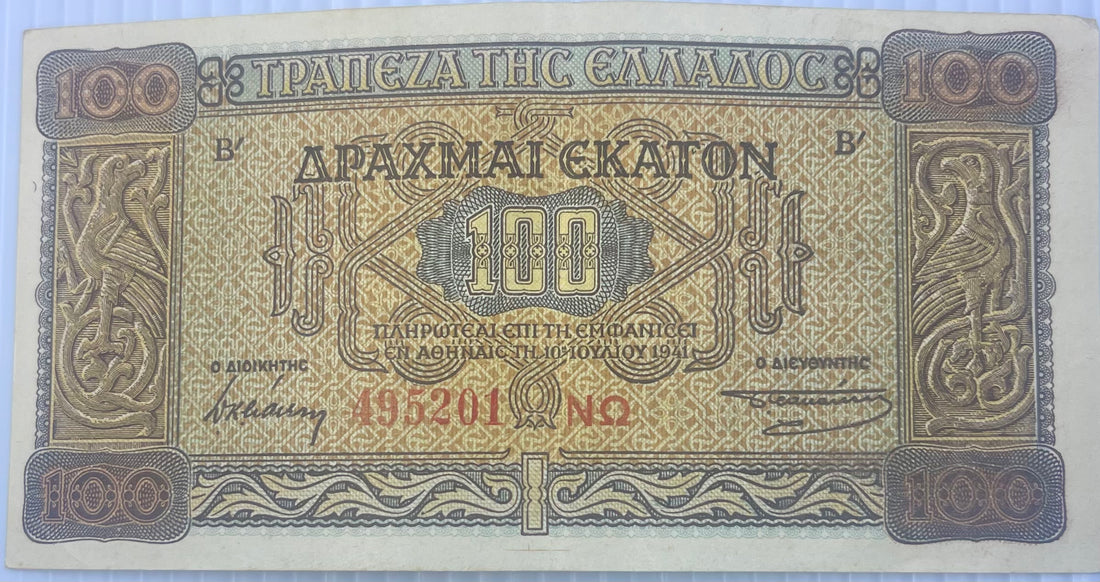 100 ΤΡΑΠΕΖΑ ΤΗΣ ΕΛΛΑΔΟΣ 100
Β′ Β′
ΔΡΑΧΜΑΙ ΕΚΑΤΟΝ
100
ΠΛΗΡΩΤΕΑΙ ΕΠΙ ΤΗ ΕΜΦΑΝΙΣΕΙ
ΕΝ ΑΘΗΝΑΙΣ ΤΗ 10ῃ ΙΟΥΛΙΟΥ 1941
Ο ΔΙΟΙΚΗΤΗΣ Ο ΔΙΕΥΘΥΝΤΗΣ
495201 ΝΩ
100 100